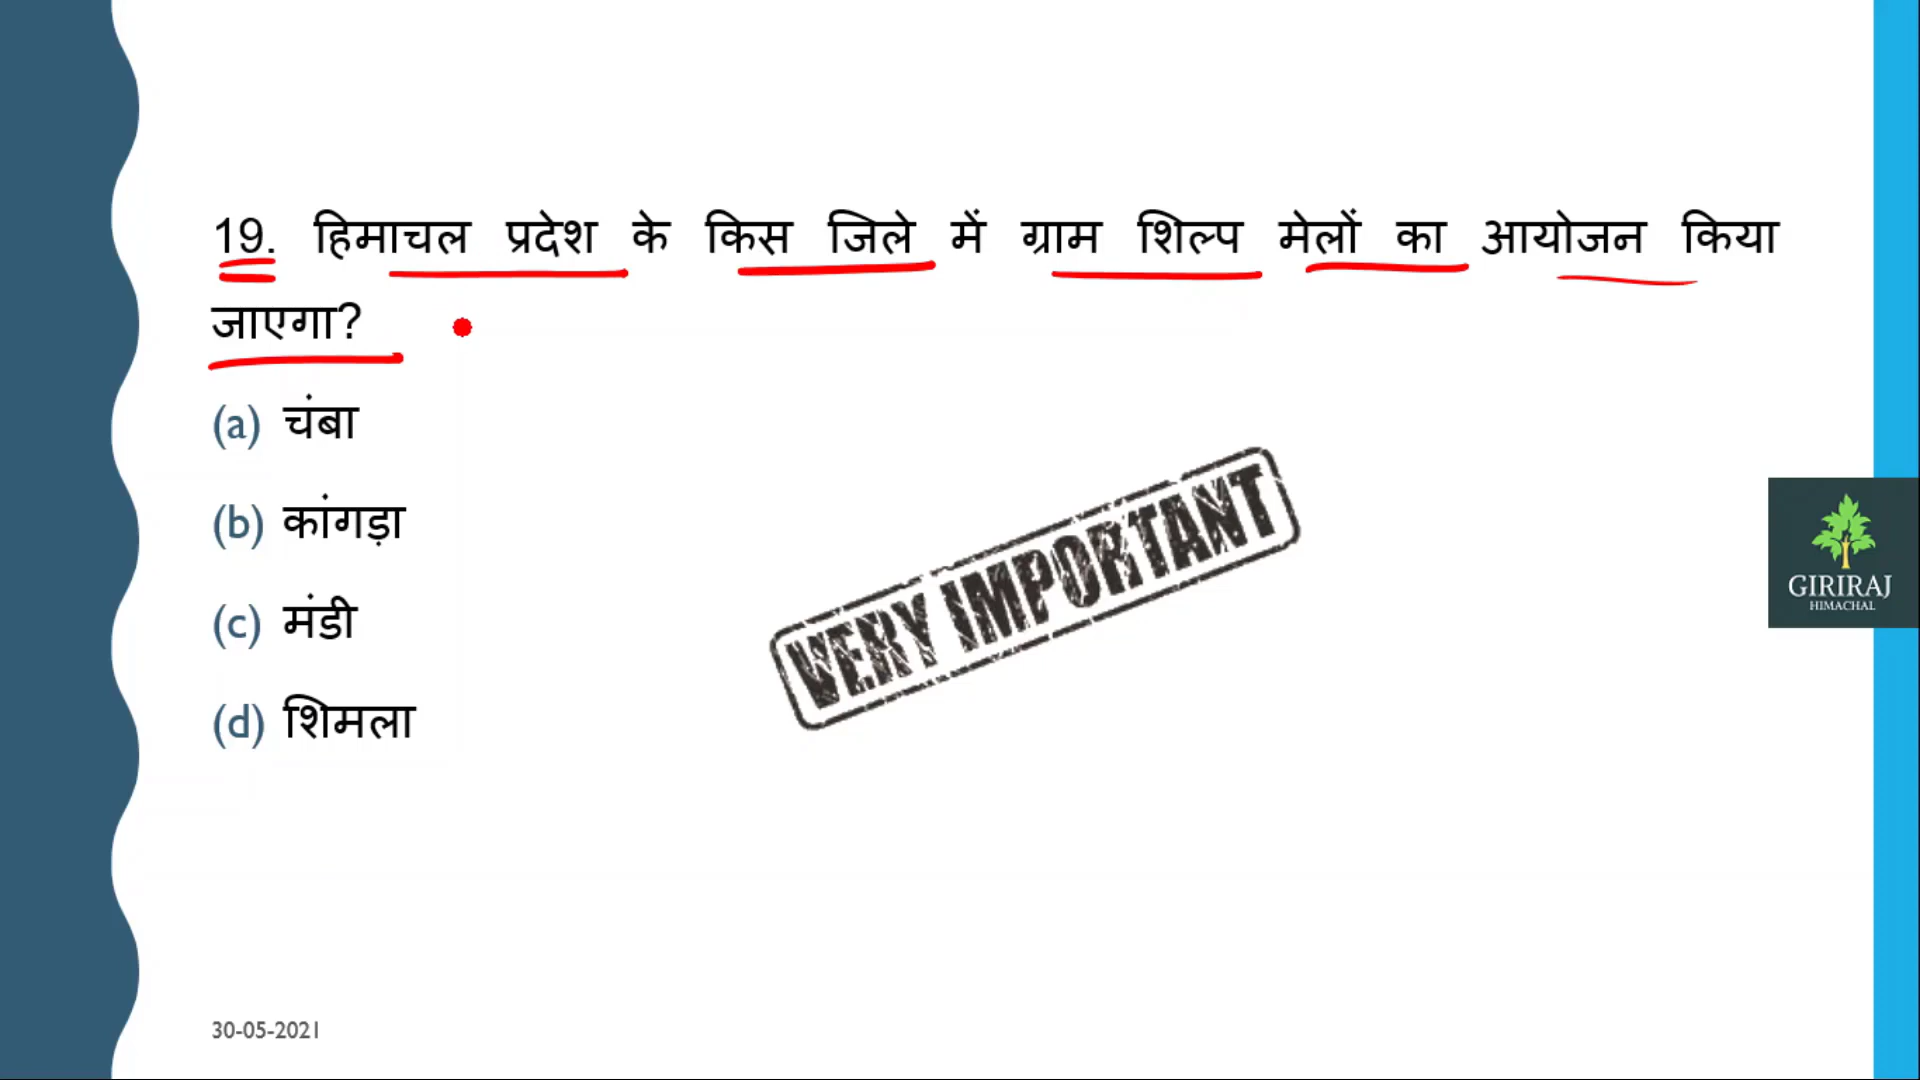 19. हिमाचल प्रदेश के किस जिले में ग्राम शिल्प मेलों का आयोजन किया
जाएगा?
(a) चंबा
(b) कांगड़ा
(c) मंडी
(d) शिमला
VERY IMPORTANT
GIRIRAJ
HIMACHAL
30-05-2021